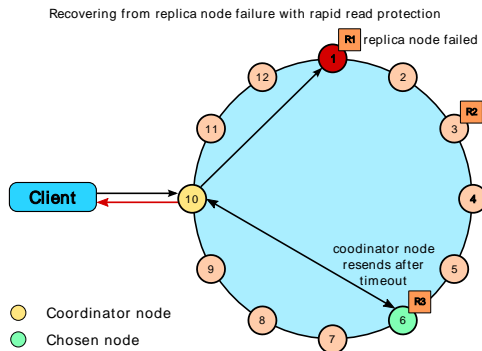 Recovering from replica node failure with rapid read protection
R1
replica node failed
1
12
2
11
3
R2
Client
10
4
coodinator node
resends after
timeout
9
5
R3
8
6
7
Coordinator node
Chosen node